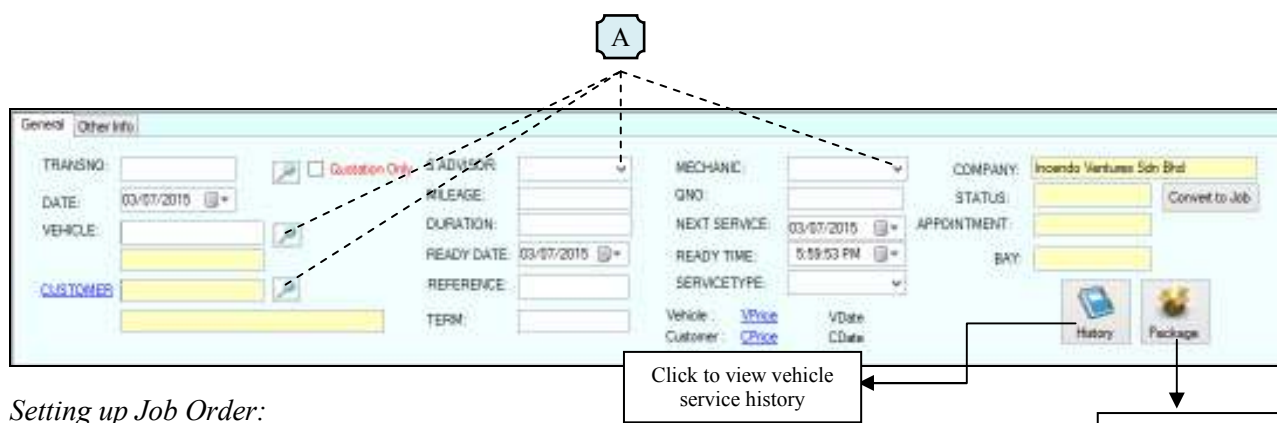 A
General Other Info
TRANSNO: Quotation Only S.ADVISOR: MECHANIC: COMPANY: Incendo Ventures Sdn Bhd
DATE: 03/07/2015 MILEAGE: QNO: STATUS: Convert to Job
VEHICLE: DURATION: NEXT SERVICE: 03/07/2015 APPOINTMENT:
READY DATE: 03/07/2015 READY TIME: 5:59:53 PM BAY:
CUSTOMER REFERENCE: SERVICETYPE:
TERM: Vehicle : VPrice VDate
Customer : CPrice CDate
History Package
Click to view vehicle
service history
Setting up Job Order: